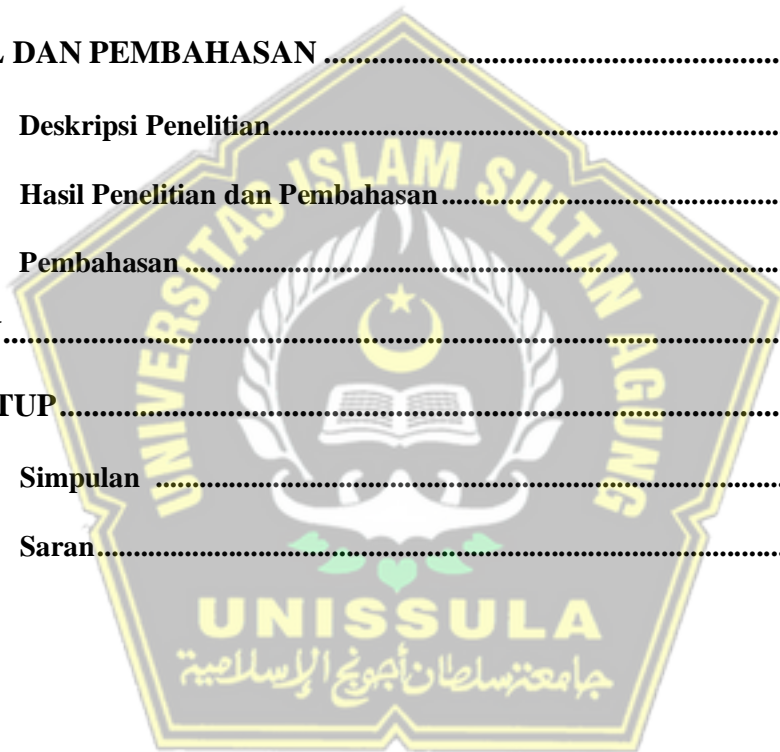 L DAN PEMBAHASAN ................................................................
Deskripsi Penelitian................................................................
Hasil Penelitian dan Pembahasan ................................................
Pembahasan ................................................................
................................................................
TUP................................................................
Simpulan ................................................................
Saran................................................................
UNIVERSITAS ISLAM SULTAN AGUNG
UNISSULA
جامعة سلطان أجونج الإسلامية